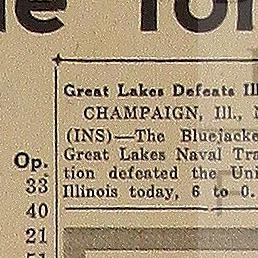 Great Lakes Defeats Ill
CHAMPAIGN, Ill., N
(INS)—The Bluejacke
Great Lakes Naval Tra
tion defeated the Uni
Illinois today, 6 to 0.
Op.
33
40
21